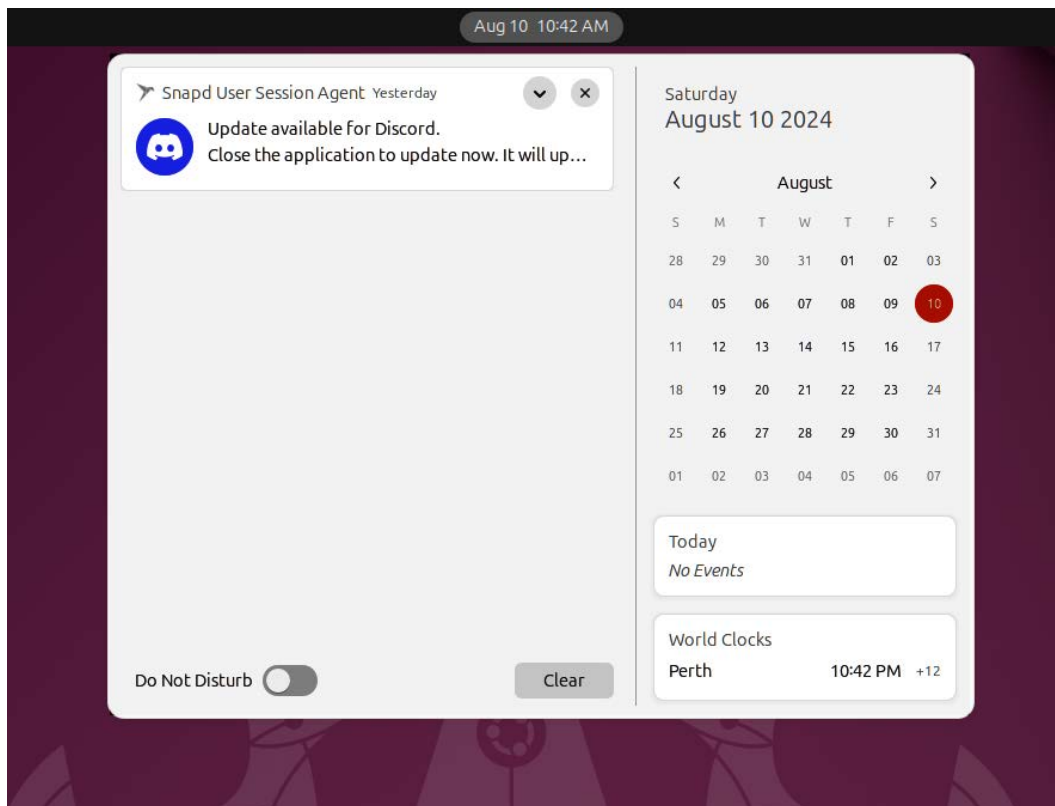 Aug 10 10:42 AM
Snapd User Session Agent Yesterday
Update available for Discord.
Close the application to update now. It will up…
Do Not Disturb
Clear
Saturday
August 10 2024
August
S M T W T F S
28 29 30 31 01 02 03
04 05 06 07 08 09 10
11 12 13 14 15 16 17
18 19 20 21 22 23 24
25 26 27 28 29 30 31
01 02 03 04 05 06 07
Today
No Events
World Clocks
Perth 10:42 PM +12